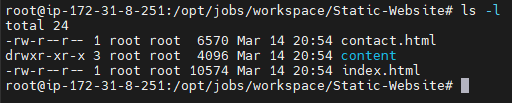 root@ip-172-31-8-251:/opt/jobs/workspace/Static-Website# ls -l
total 24
-rw-r--r-- 1 root root  6570 Mar 14 20:54 contact.html
drwxr-xr-x 3 root root  4096 Mar 14 20:54 content
-rw-r--r-- 1 root root 10574 Mar 14 20:54 index.html
root@ip-172-31-8-251:/opt/jobs/workspace/Static-Website#